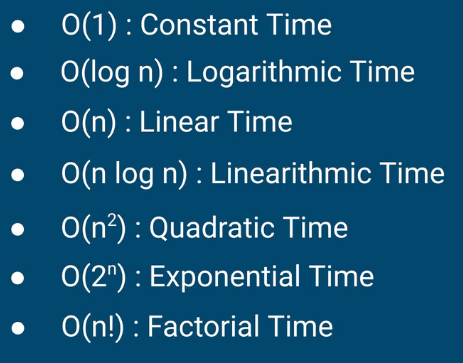 ● O(1) : Constant Time
● O(log n) : Logarithmic Time
● O(n) : Linear Time
● O(n log n) : Linearithmic Time
● O(n²) : Quadratic Time
● O(2ⁿ) : Exponential Time
● O(n!) : Factorial Time